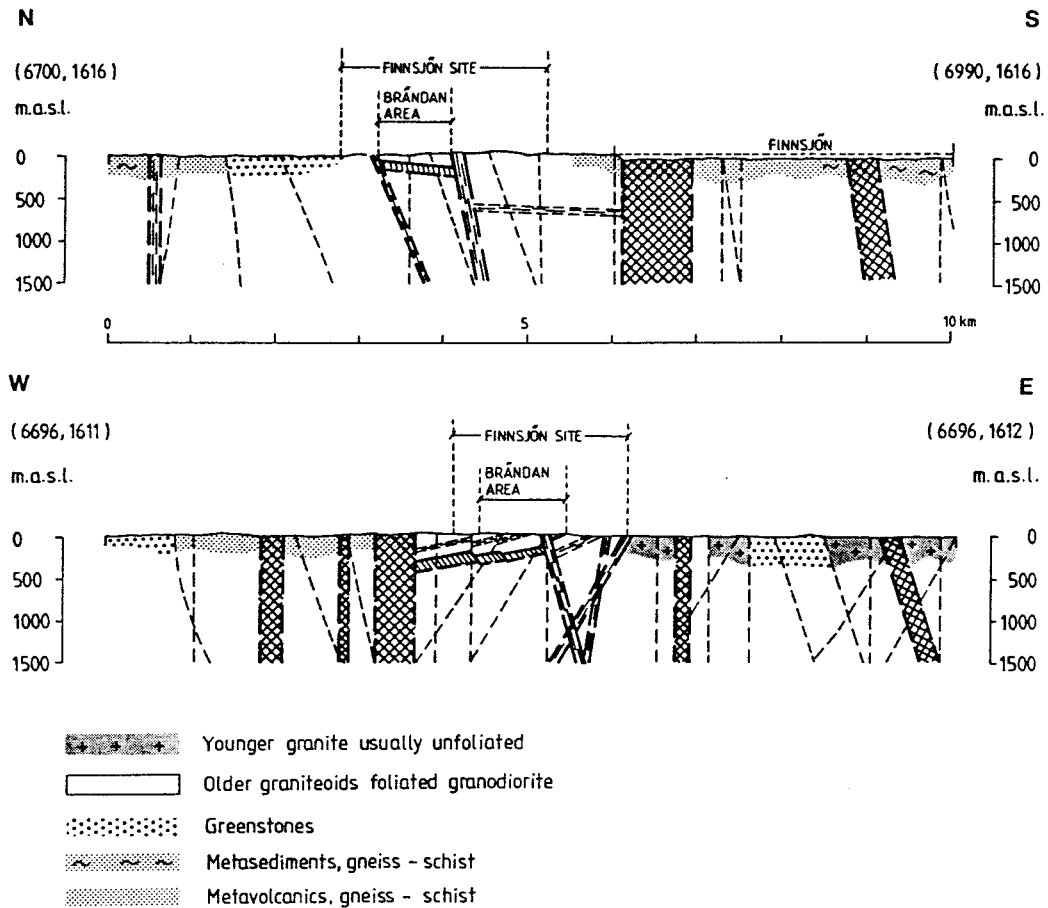 N S
(6700, 1616) FINNSJÖN SITE (6990, 1616)
m.a.s.l. BRÄNDAN AREA m.a.s.l.
FINNSJÖN
0 0
500 500
1000 1000
1500 1500
0 5 10 km
W E
(6696, 1611) FINNSJÖN SITE (6696, 1612)
m.a.s.l. BRÄNDAN AREA m.a.s.l.
0 0
500 500
1000 1000
1500 1500
Younger granite usually unfoliated
Older graniteoids foliated granodiorite
Greenstones
Metasediments, gneiss - schist
Metavolcanics, gneiss - schist